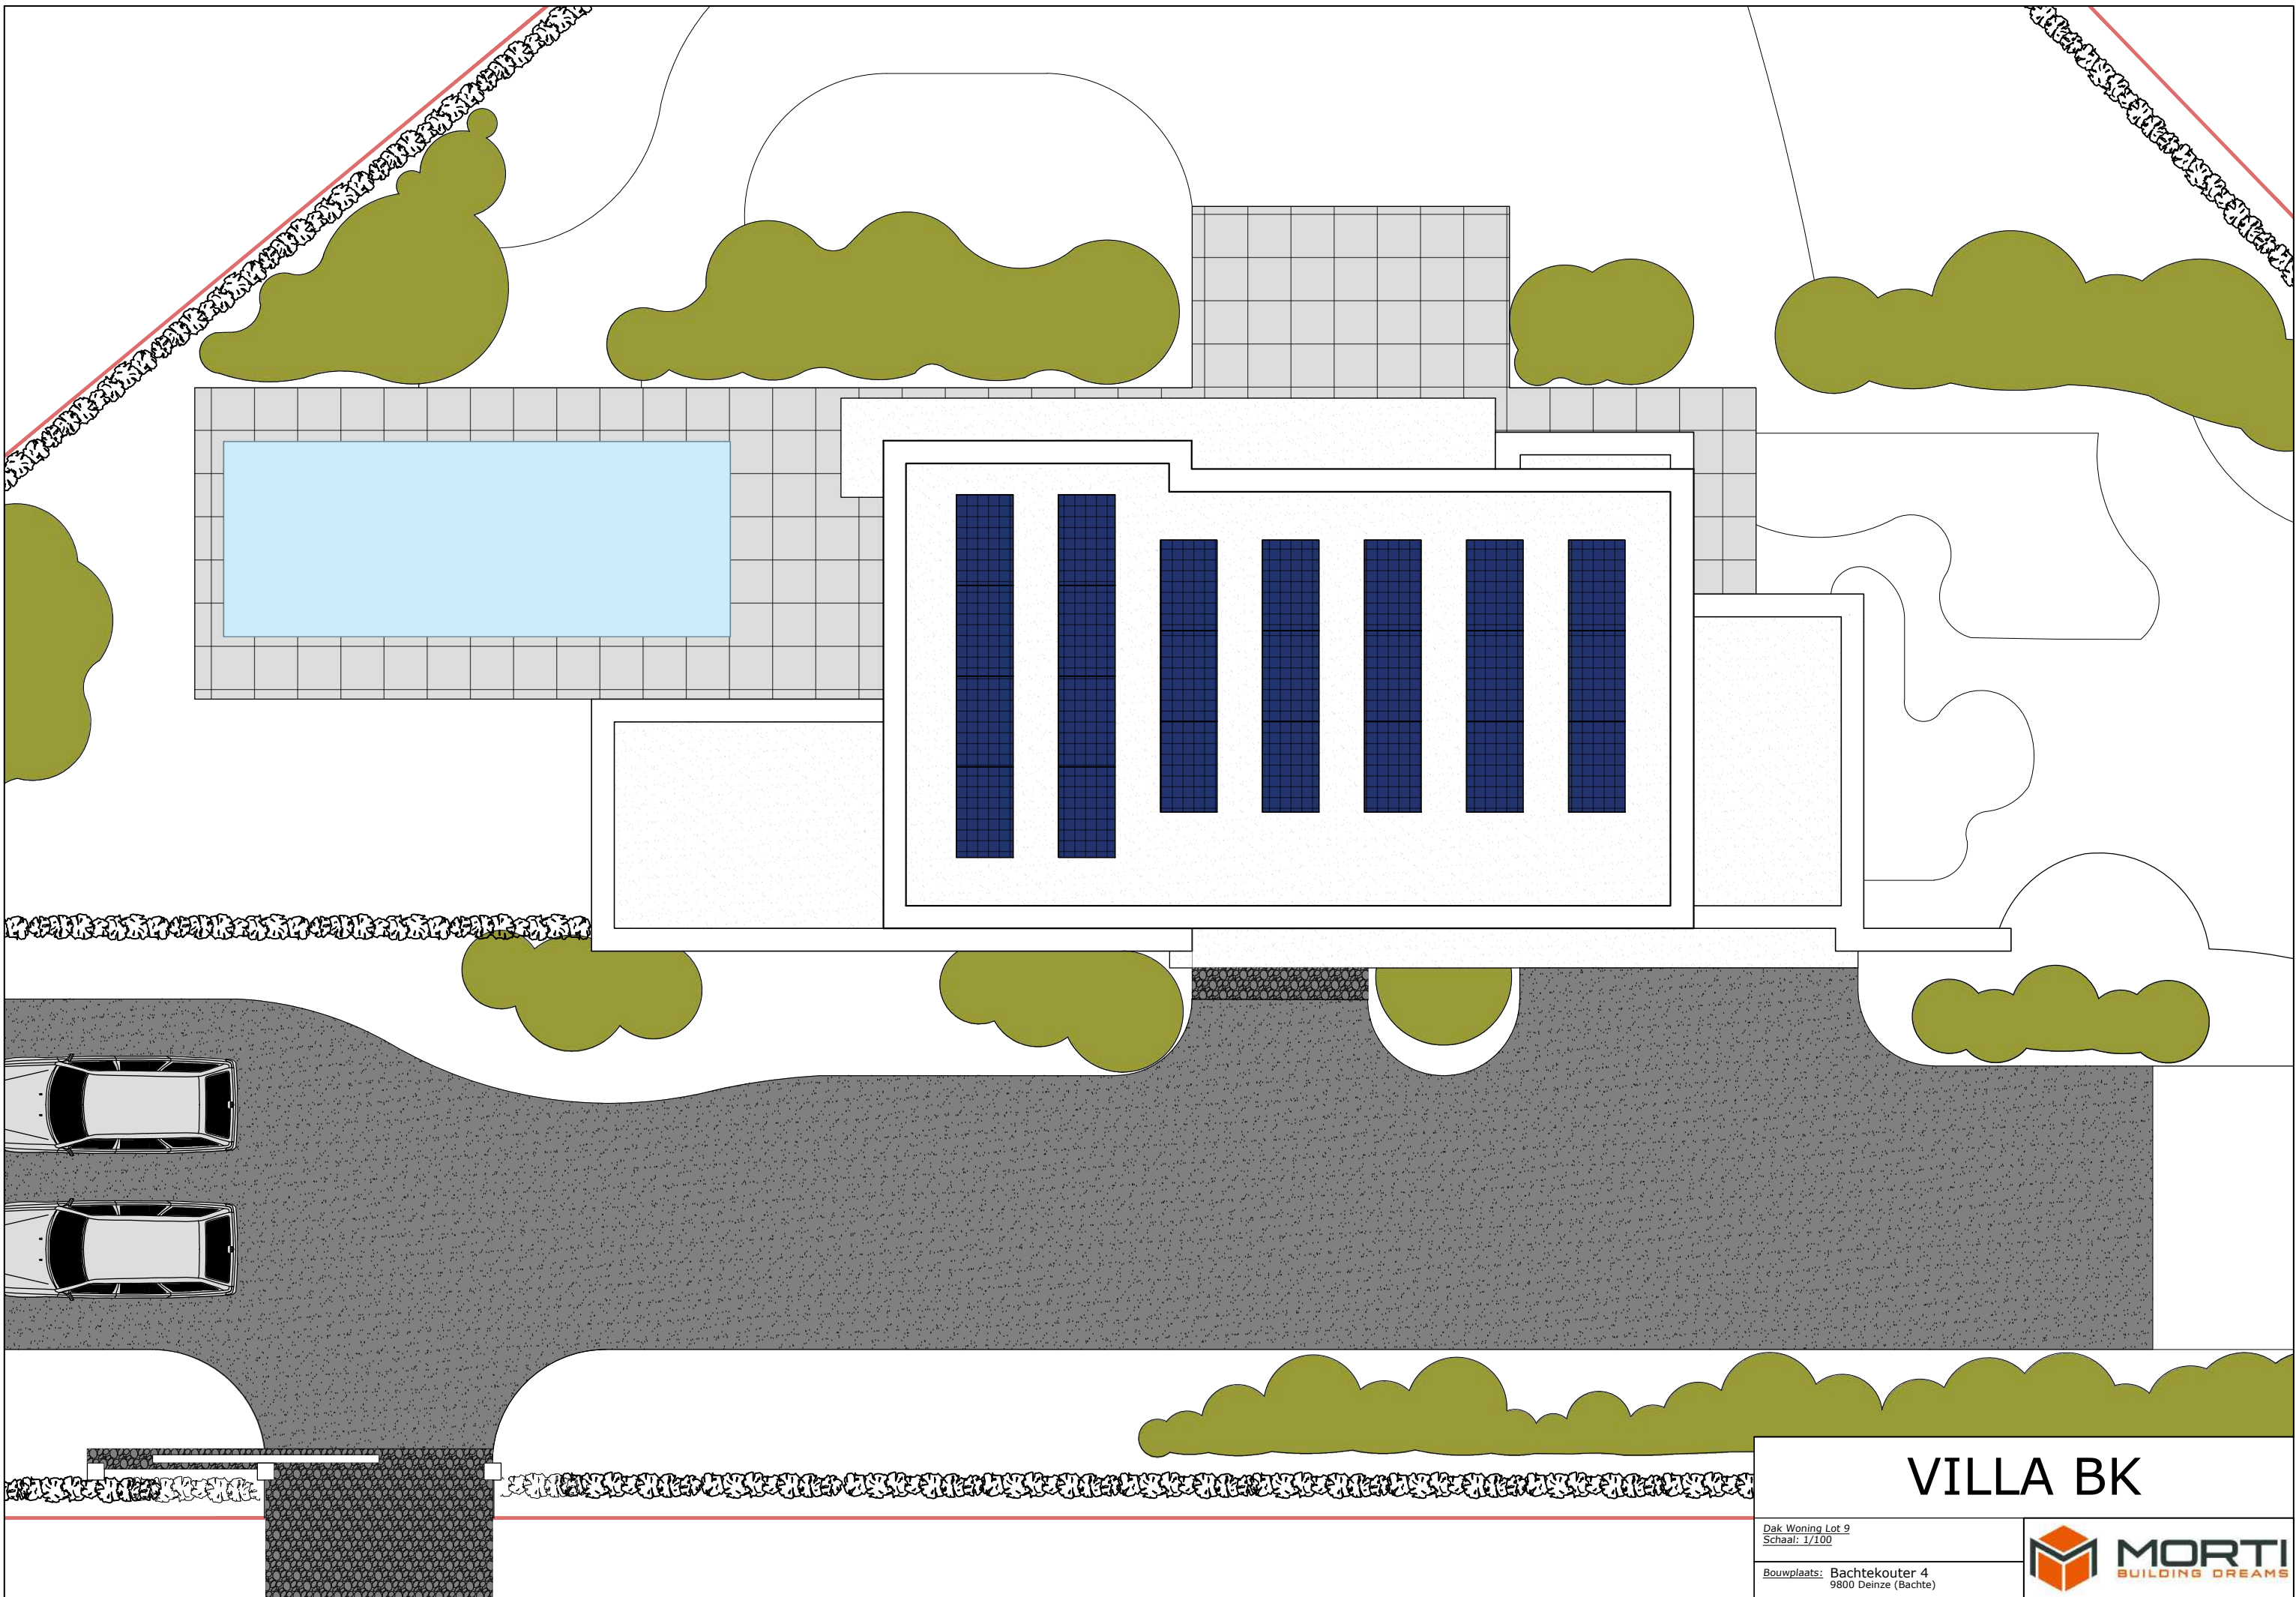 VILLA BK
Dak Woning Lot 9
Schaal: 1/100
Bouwplaats: Bachtekouter 4
9800 Deinze (Bachte)
MORTI
BUILDING DREAMS